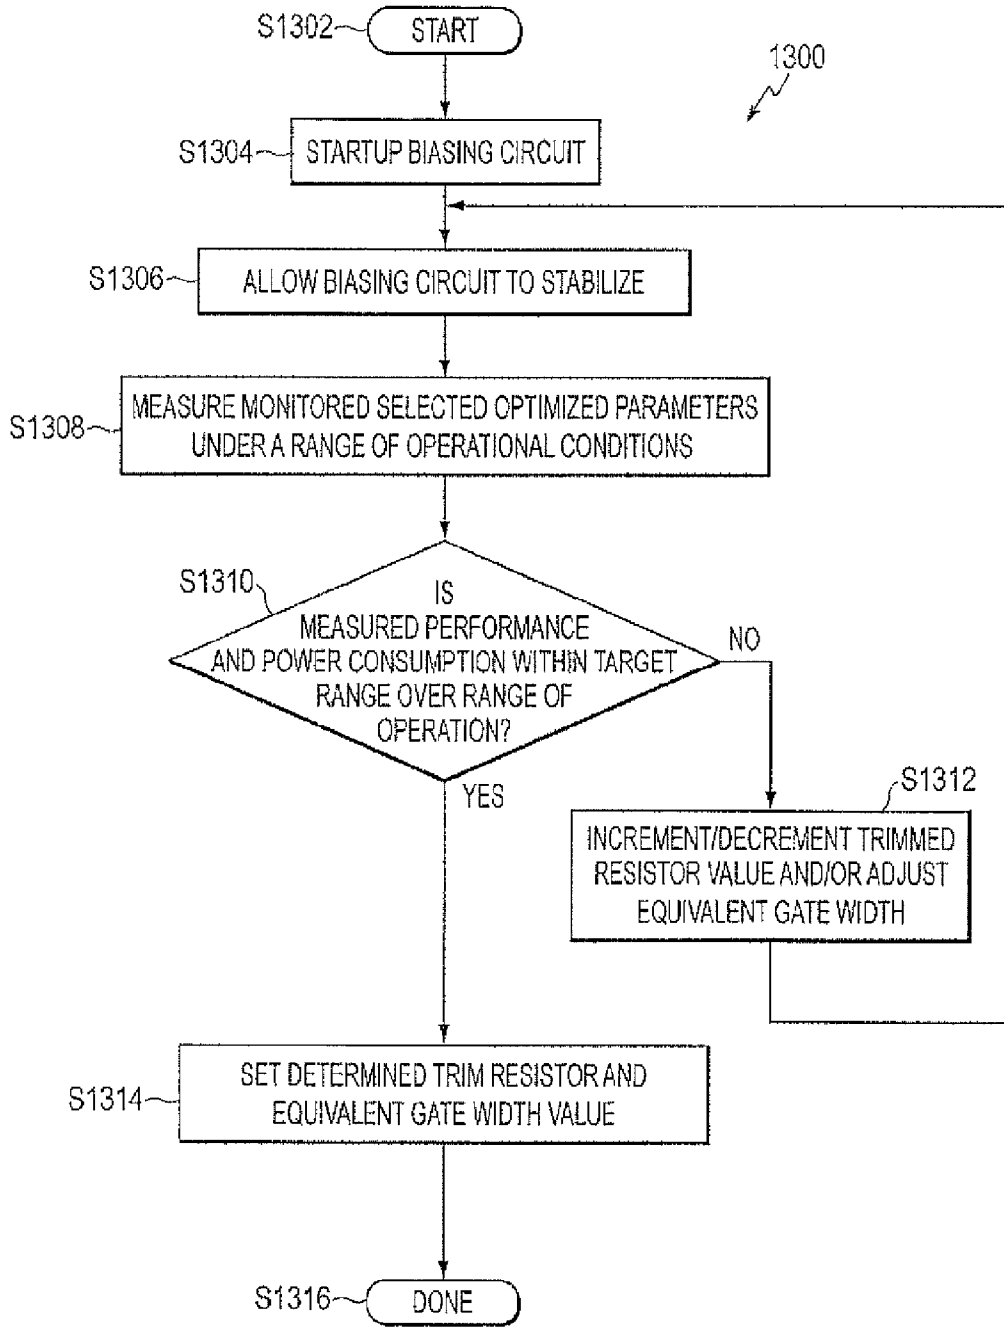 S1302
START
1300
S1304
STARTUP BIASING CIRCUIT
S1306
ALLOW BIASING CIRCUIT TO STABILIZE
S1308
MEASURE MONITORED SELECTED OPTIMIZED PARAMETERS
UNDER A RANGE OF OPERATIONAL CONDITIONS
S1310
IS
MEASURED PERFORMANCE
AND POWER CONSUMPTION WITHIN TARGET
RANGE OVER RANGE OF
OPERATION?
NO
YES
S1312
INCREMENT/DECREMENT TRIMMED
RESISTOR VALUE AND/OR ADJUST
EQUIVALENT GATE WIDTH
S1314
SET DETERMINED TRIM RESISTOR AND
EQUIVALENT GATE WIDTH VALUE
S1316
DONE